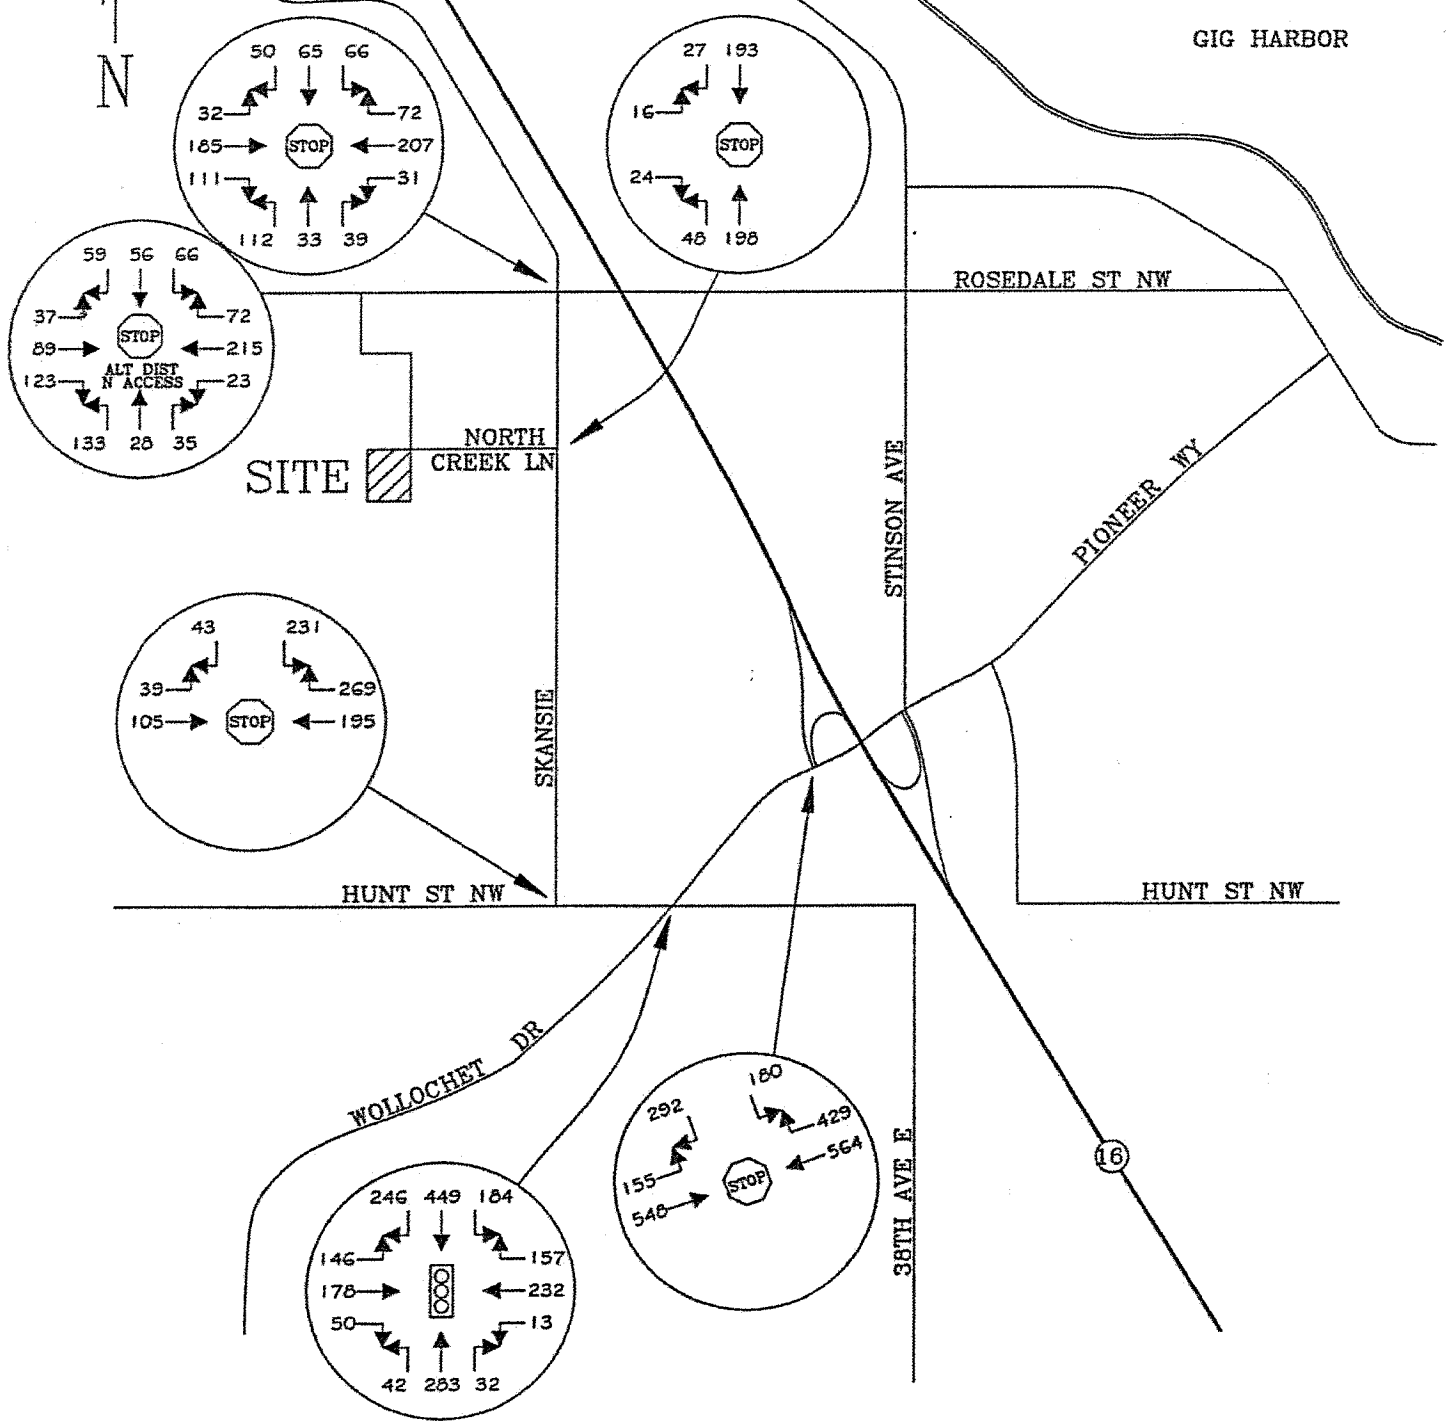 N
GIG HARBOR
50 65 66
32 72
185 STOP 207
111 31
112 33 39
27 193
16
STOP
24
48 198
59 56 66
37 72
STOP
89 215
ALT DIST
N ACCESS
123 23
133 28 35
ROSEDALE ST NW
NORTH
CREEK LN
SITE
STINSON AVE
PIONEER WY
43 231
39 269
105 STOP 195
SKANSIE
HUNT ST NW
HUNT ST NW
WOLLOCHET DR
180
292 429
564
155 STOP
548
38TH AVE E
16
246 449 184
146 157
178 232
50 13
42 283 32